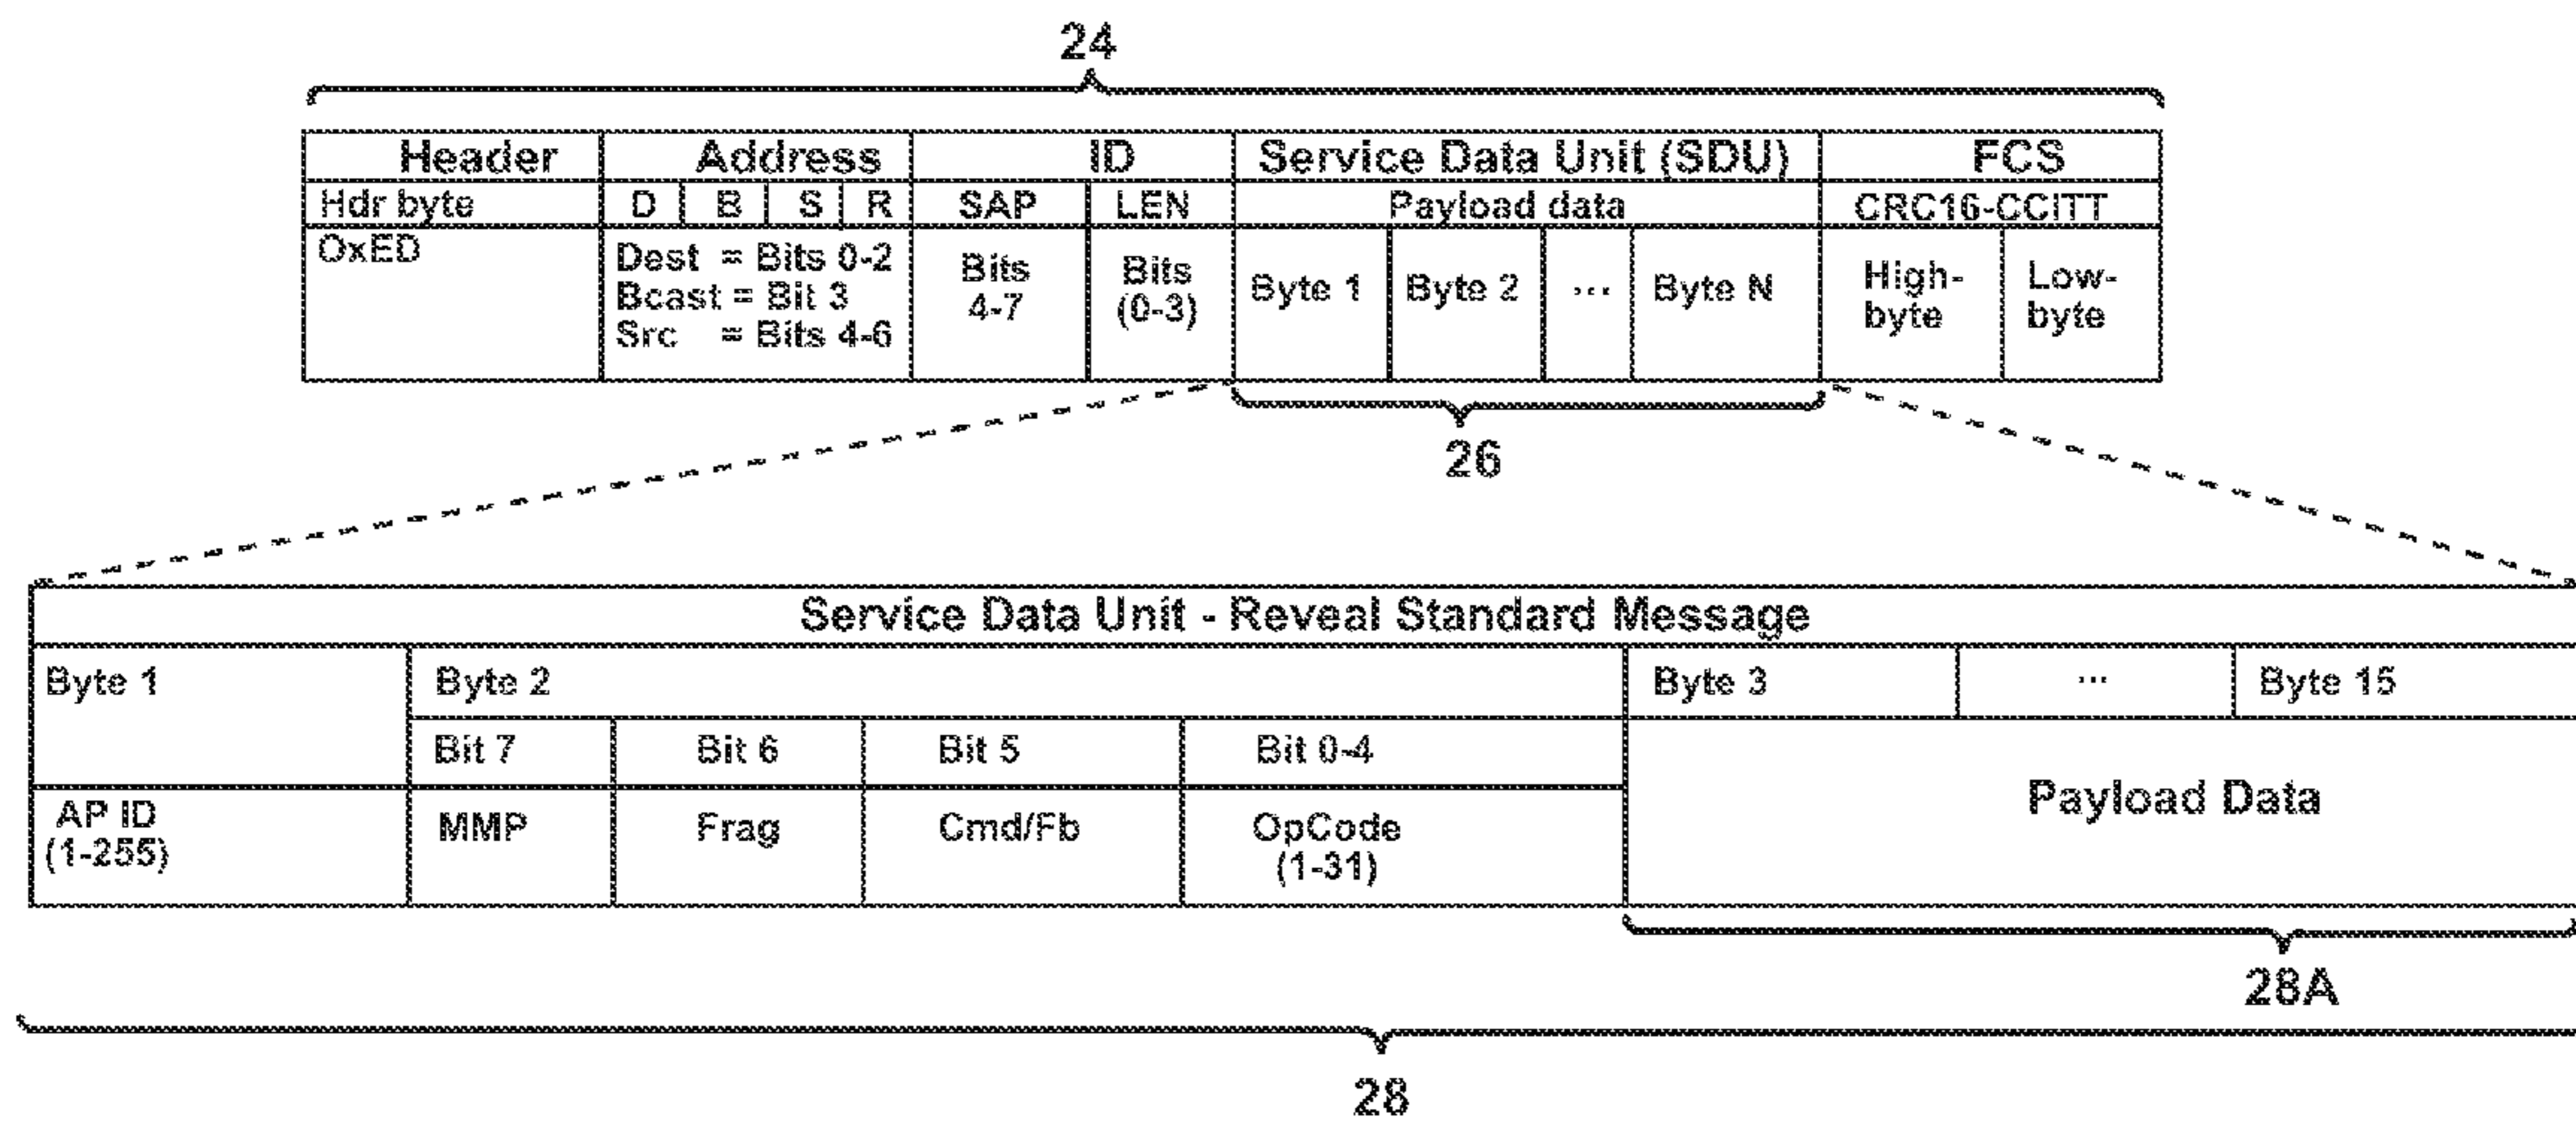 24
Header Address ID Service Data Unit (SDU) FCS
Hdr byte D B S R SAP LEN Payload data CRC16-CCITT
OxED
Dest = Bits 0-2
Bcast = Bit 3
Src = Bits 4-6
Bits
4-7
Bits
(0-3)
Byte 1 Byte 2 ... Byte N
High-
byte
Low-
byte
26
Service Data Unit - Reveal Standard Message
Byte 1 Byte 2 Byte 3 ... Byte 15
Bit 7 Bit 6 Bit 5 Bit 0-4
AP ID
(1-255)
MMP Frag Cmd/Fb
OpCode
(1-31)
Payload Data
28A
28